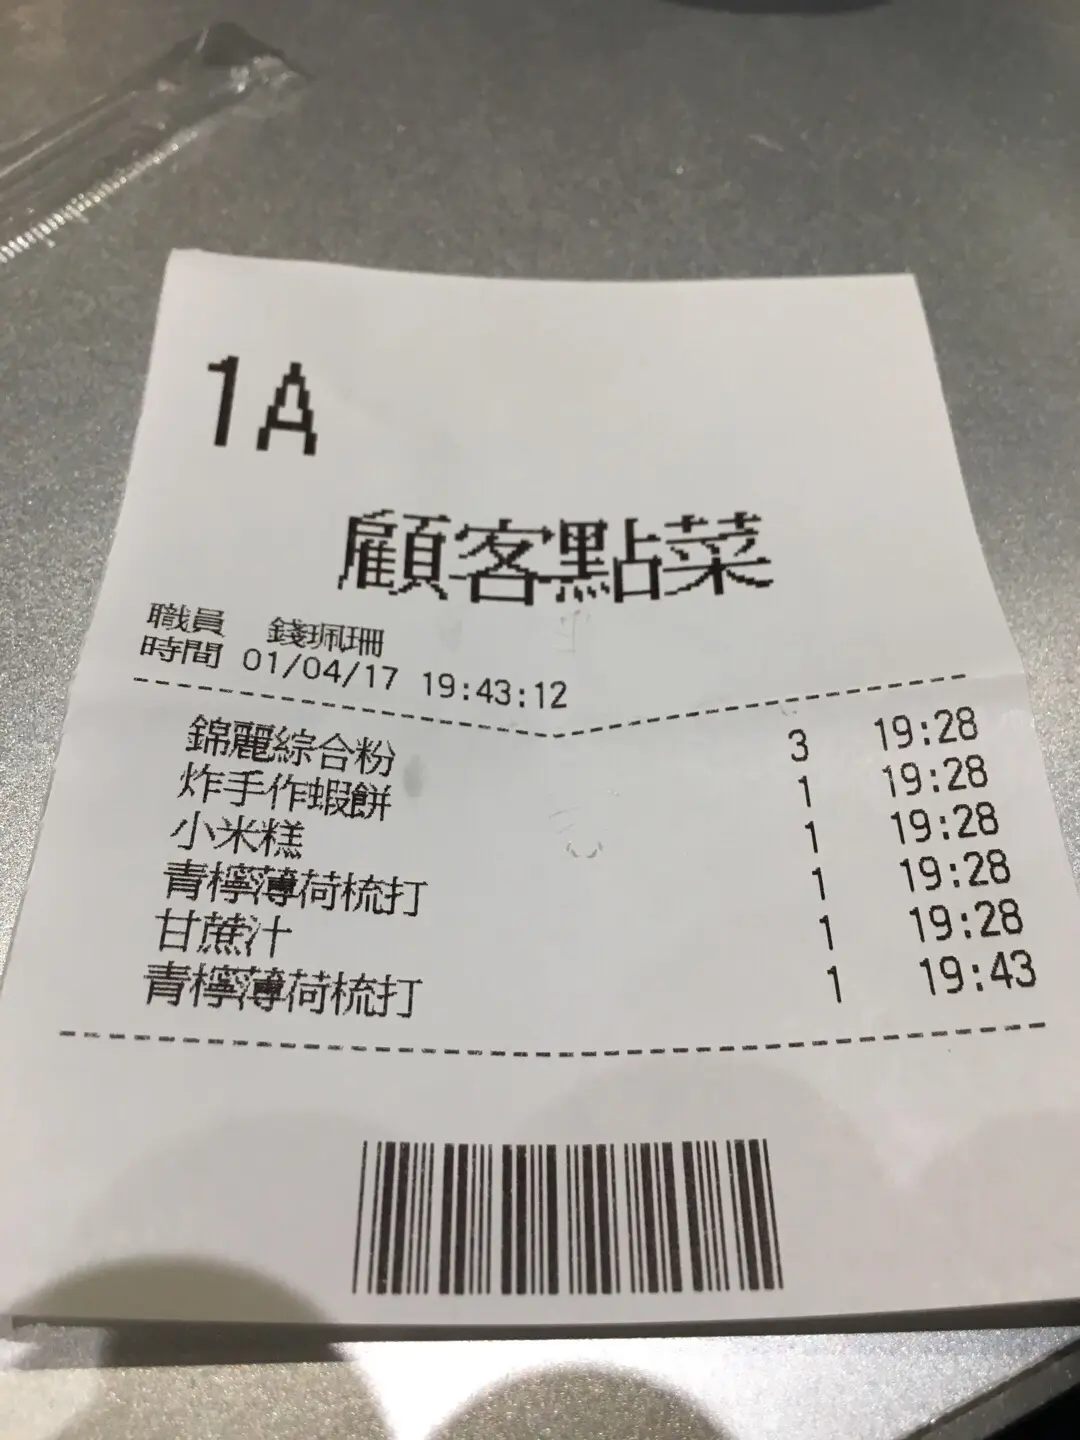 1A
顧客點菜
職員 錢珮珊
時間 01/04/17 19:43:12
錦麗綜合粉 3 19:28
炸手作蝦餅 1 19:28
小米糕 1 19:28
青檸薄荷梳打 1 19:28
甘蔗汁 1 19:28
青檸薄荷梳打 1 19:43